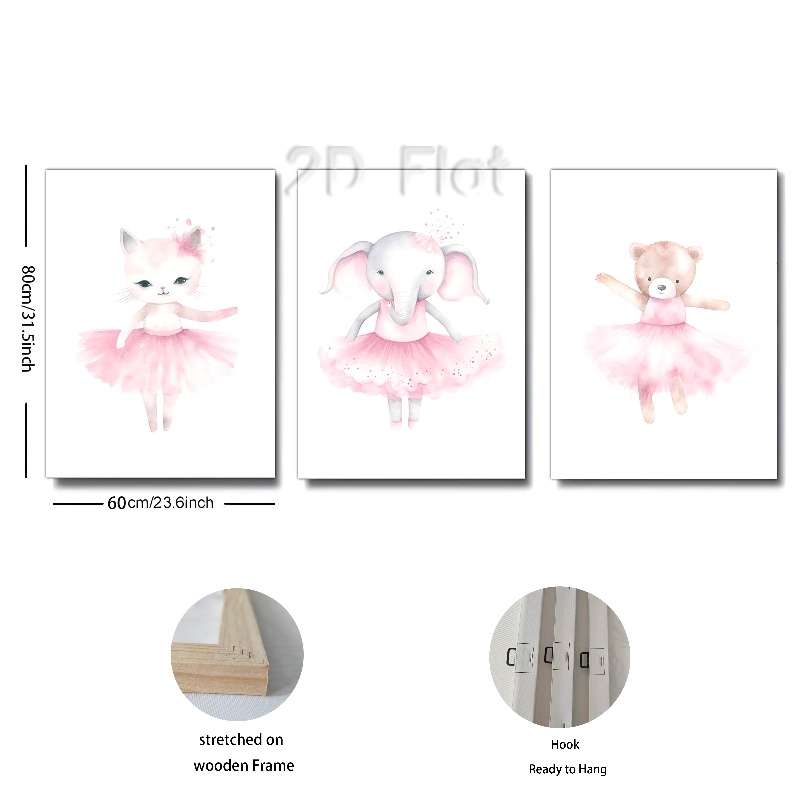 2D Flat
80cm/31.5inch
60cm/23.6inch
stretched on
wooden Frame
Hook
Ready to Hang